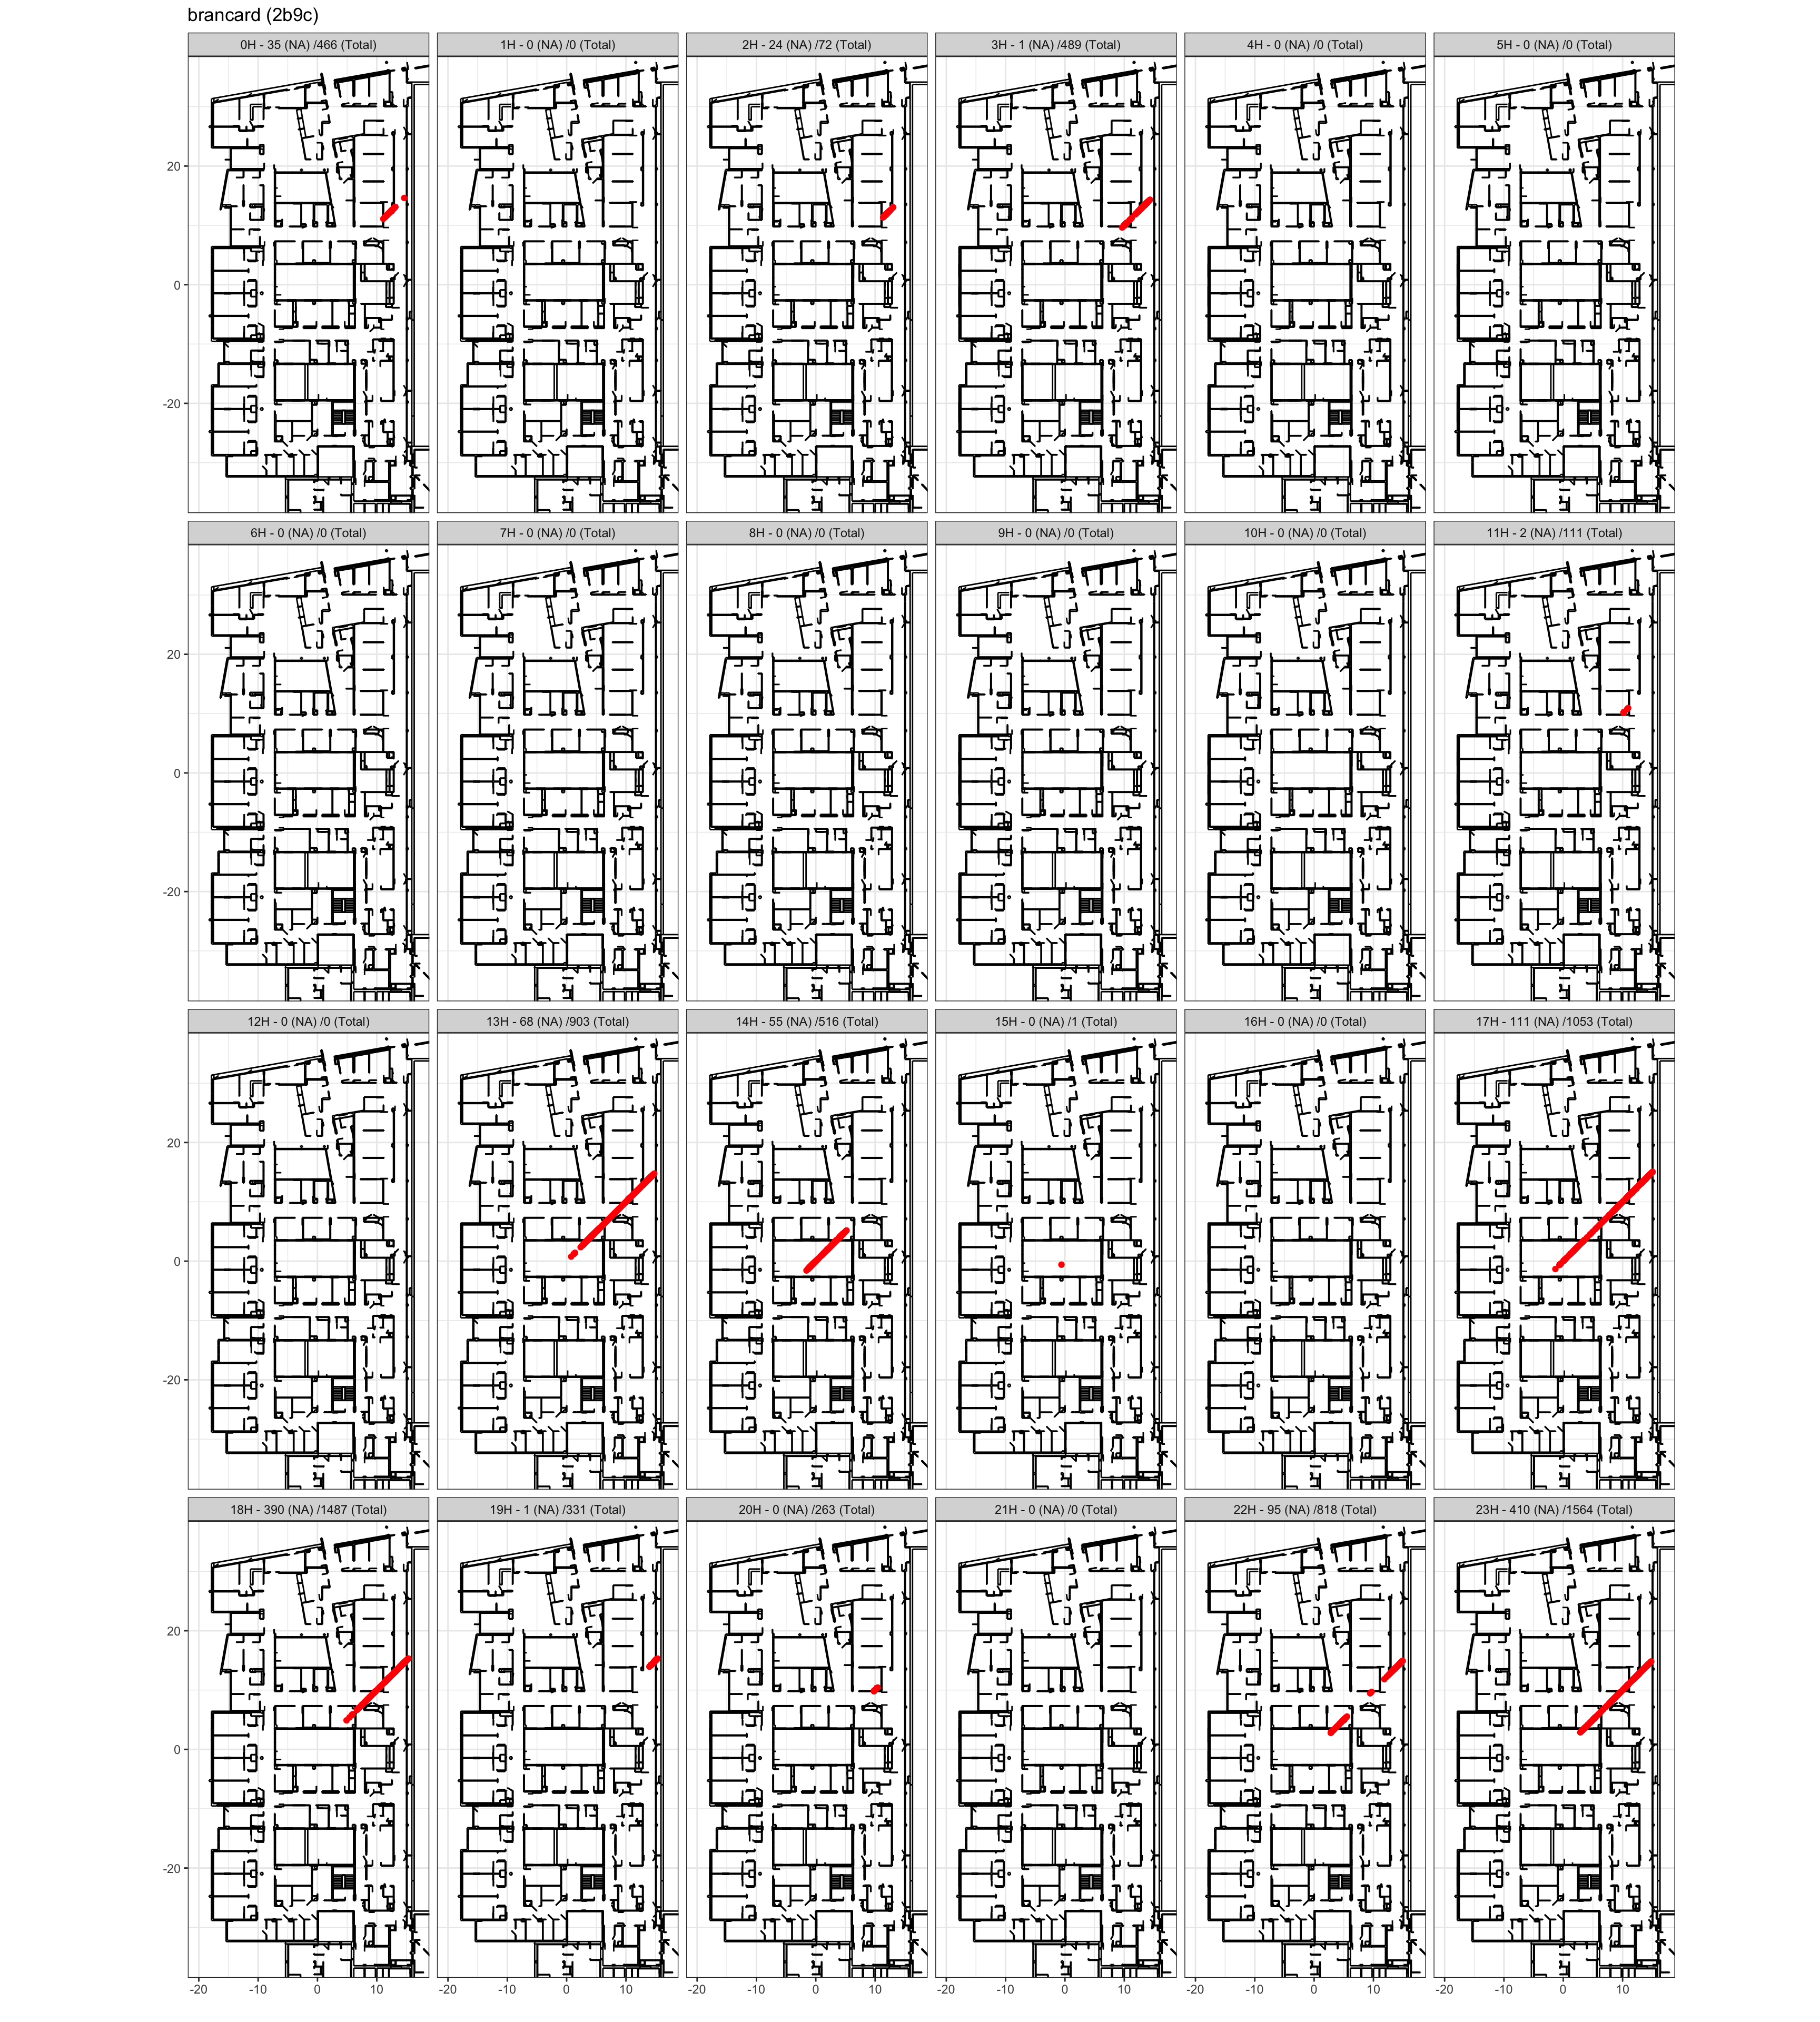 brancard (2b9c)
0H - 35 (NA) /466 (Total) 1H - 0 (NA) /0 (Total) 2H - 24 (NA) /72 (Total) 3H - 1 (NA) /489 (Total) 4H - 0 (NA) /0 (Total) 5H - 0 (NA) /0 (Total)
20
0
-20
6H - 0 (NA) /0 (Total) 7H - 0 (NA) /0 (Total) 8H - 0 (NA) /0 (Total) 9H - 0 (NA) /0 (Total) 10H - 0 (NA) /0 (Total) 11H - 2 (NA) /111 (Total)
20
0
-20
12H - 0 (NA) /0 (Total) 13H - 68 (NA) /903 (Total) 14H - 55 (NA) /516 (Total) 15H - 0 (NA) /1 (Total) 16H - 0 (NA) /0 (Total) 17H - 111 (NA) /1053 (Total)
20
0
-20
18H - 390 (NA) /1487 (Total) 19H - 1 (NA) /331 (Total) 20H - 0 (NA) /263 (Total) 21H - 0 (NA) /0 (Total) 22H - 95 (NA) /818 (Total) 23H - 410 (NA) /1564 (Total)
20
0
-20
-20 -10 0 10 -20 -10 0 10 -20 -10 0 10 -20 -10 0 10 -20 -10 0 10 -20 -10 0 10